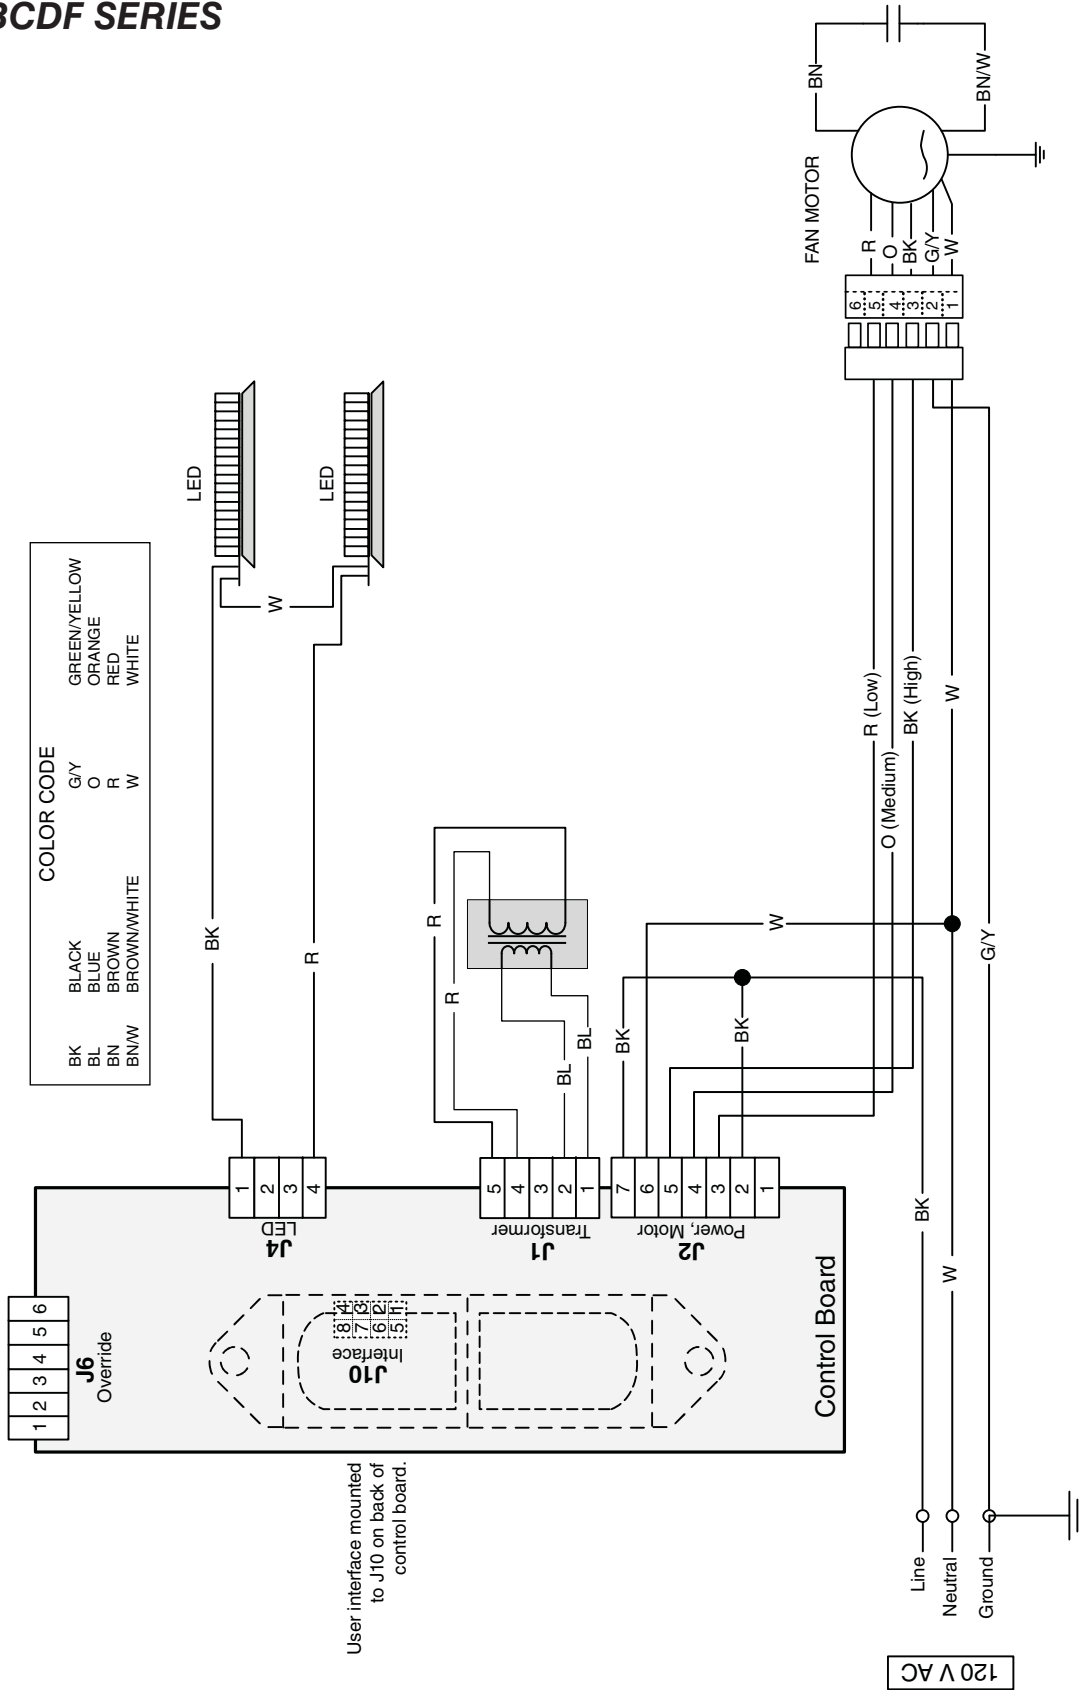 BCDF SERIES
COLOR CODE
BK BLACK G/Y GREEN/YELLOW
BL BLUE O ORANGE
BN BROWN R RED
BN/W BROWN/WHITE W WHITE
BN
BN/W
FAN MOTOR
R
O
BK
G/Y
W
6
5
4
3
2
1
LED
LED
W
BK
R
R (Low)
O (Medium)
BK (High)
W
G/Y
R
R
BL
BL
BK
W
BK
BK
W
1
2
3
4
J4
LED
5
4
3
2
1
J1
Transformer
7
6
5
4
3
2
1
J2
Power, Motor
1 2 3 4 5 6
J6
Override
8 4
7 3
6 2
5 1
J10
Interface
Control Board
User interface mounted
to J10 on back of
control board.
Line
Neutral
Ground
120 V AC